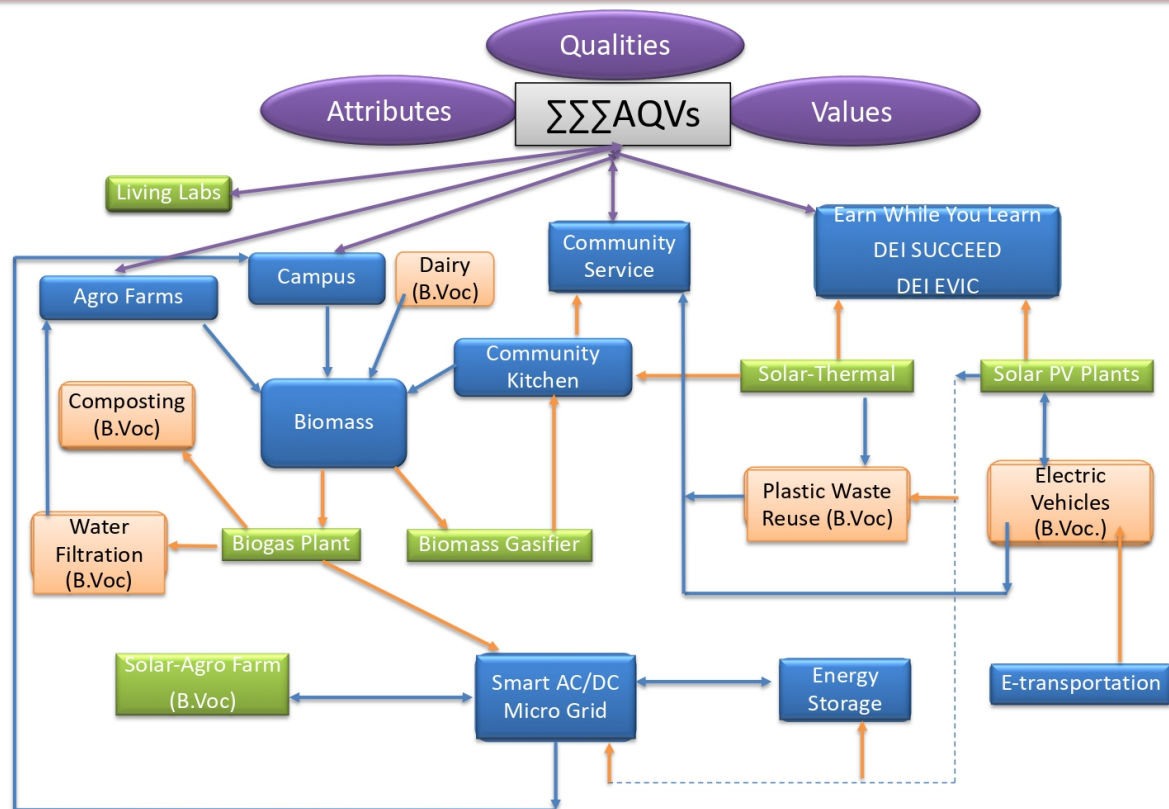 Qualities
Attributes
∑∑∑AQVs
Values
Living Labs
Earn While You Learn
DEI SUCCEED
DEI EVIC
Community
Service
Agro Farms
Campus
Dairy
(B.Voc)
Community
Kitchen
Solar-Thermal
Solar PV Plants
Composting
(B.Voc)
Biomass
Plastic Waste
Reuse (B.Voc)
Electric
Vehicles
(B.Voc.)
Water
Filtration
(B.Voc)
Biogas Plant
Biomass Gasifier
Solar-Agro Farm
(B.Voc)
Smart AC/DC
Micro Grid
Energy
Storage
E-transportation